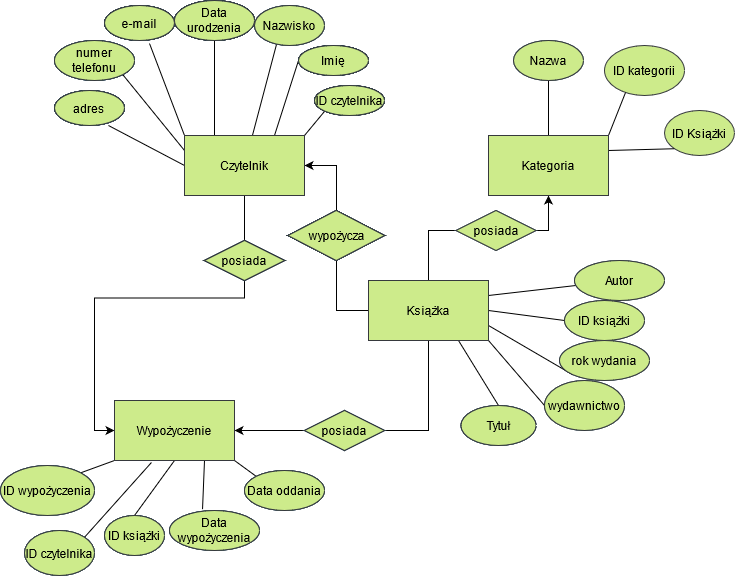 Data
urodzenia
e-mail
Nazwisko
numer
telefonu
Imię
adres
ID czytelnika
Nazwa
ID kategorii
ID Książki
Czytelnik
Kategoria
posiada
wypożycza
posiada
Książka
Autor
ID książki
rok wydania
wydawnictwo
Tytuł
Wypożyczenie
posiada
ID wypożyczenia
ID czytelnika
ID książki
Data
wypożyczenia
Data oddania